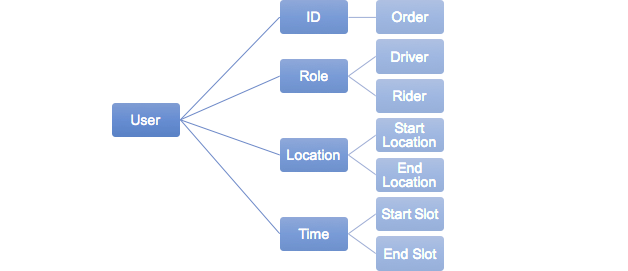 ID
Order
Driver
Role
Rider
User
Start
Location
Location
End
Location
Start Slot
Time
End Slot